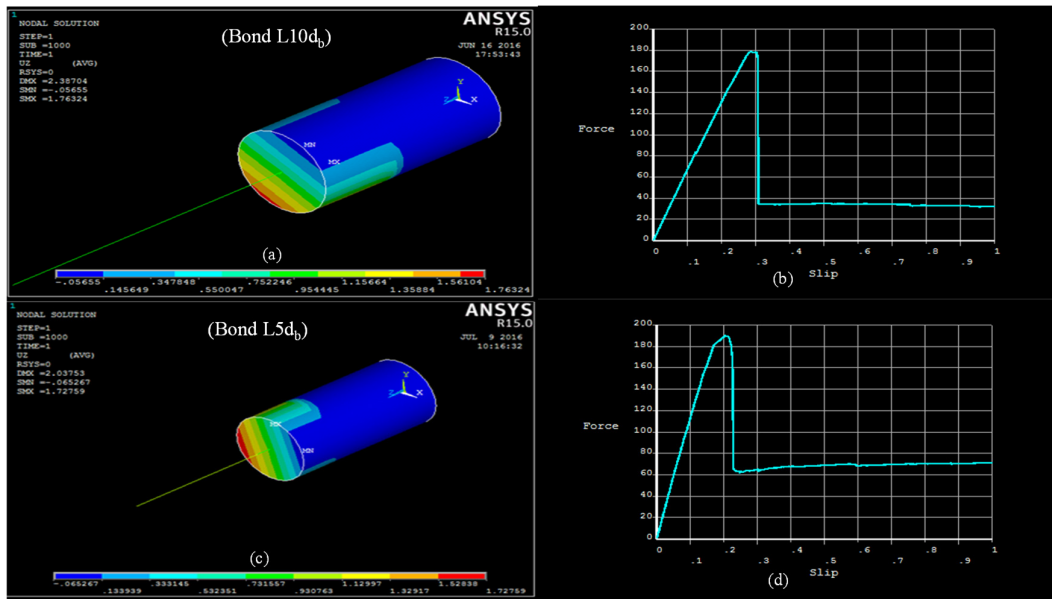 1
NODAL SOLUTION
STEP=1
SUB =1000
TIME=1
UZ (AVG)
RSYS=0
DMX =2.38704
SMN =-.05655
SMX =1.76324
(Bond L10db)
ANSYS
R15.0
JUN 16 2016
17:53:43
Y
Z X
MN
MX
(a)
-.05655 .347848 .752246 1.15664 1.56104
.145649 .550047 .954445 1.35884 1.76324
200
180
160
140
120
100
80
60
40
20
0
Force
0 .2 .4 .6 .8 1
.1 .3 .5 .7 .9
Slip
(b)
1
NODAL SOLUTION
STEP=1
SUB =1000
TIME=1
UZ (AVG)
RSYS=0
DMX =2.03753
SMN =-.065267
SMX =1.72759
(Bond L5db)
ANSYS
R15.0
JUL 9 2016
10:16:32
Y
Z X
MX
MN
(c)
-.065267 .333145 .731557 1.12997 1.52838
.133939 .532351 .930763 1.32917 1.72759
200
180
160
140
120
100
80
60
40
20
0
Force
0 .2 .4 .6 .8 1
.1 .3 .5 .7 .9
Slip
(d)